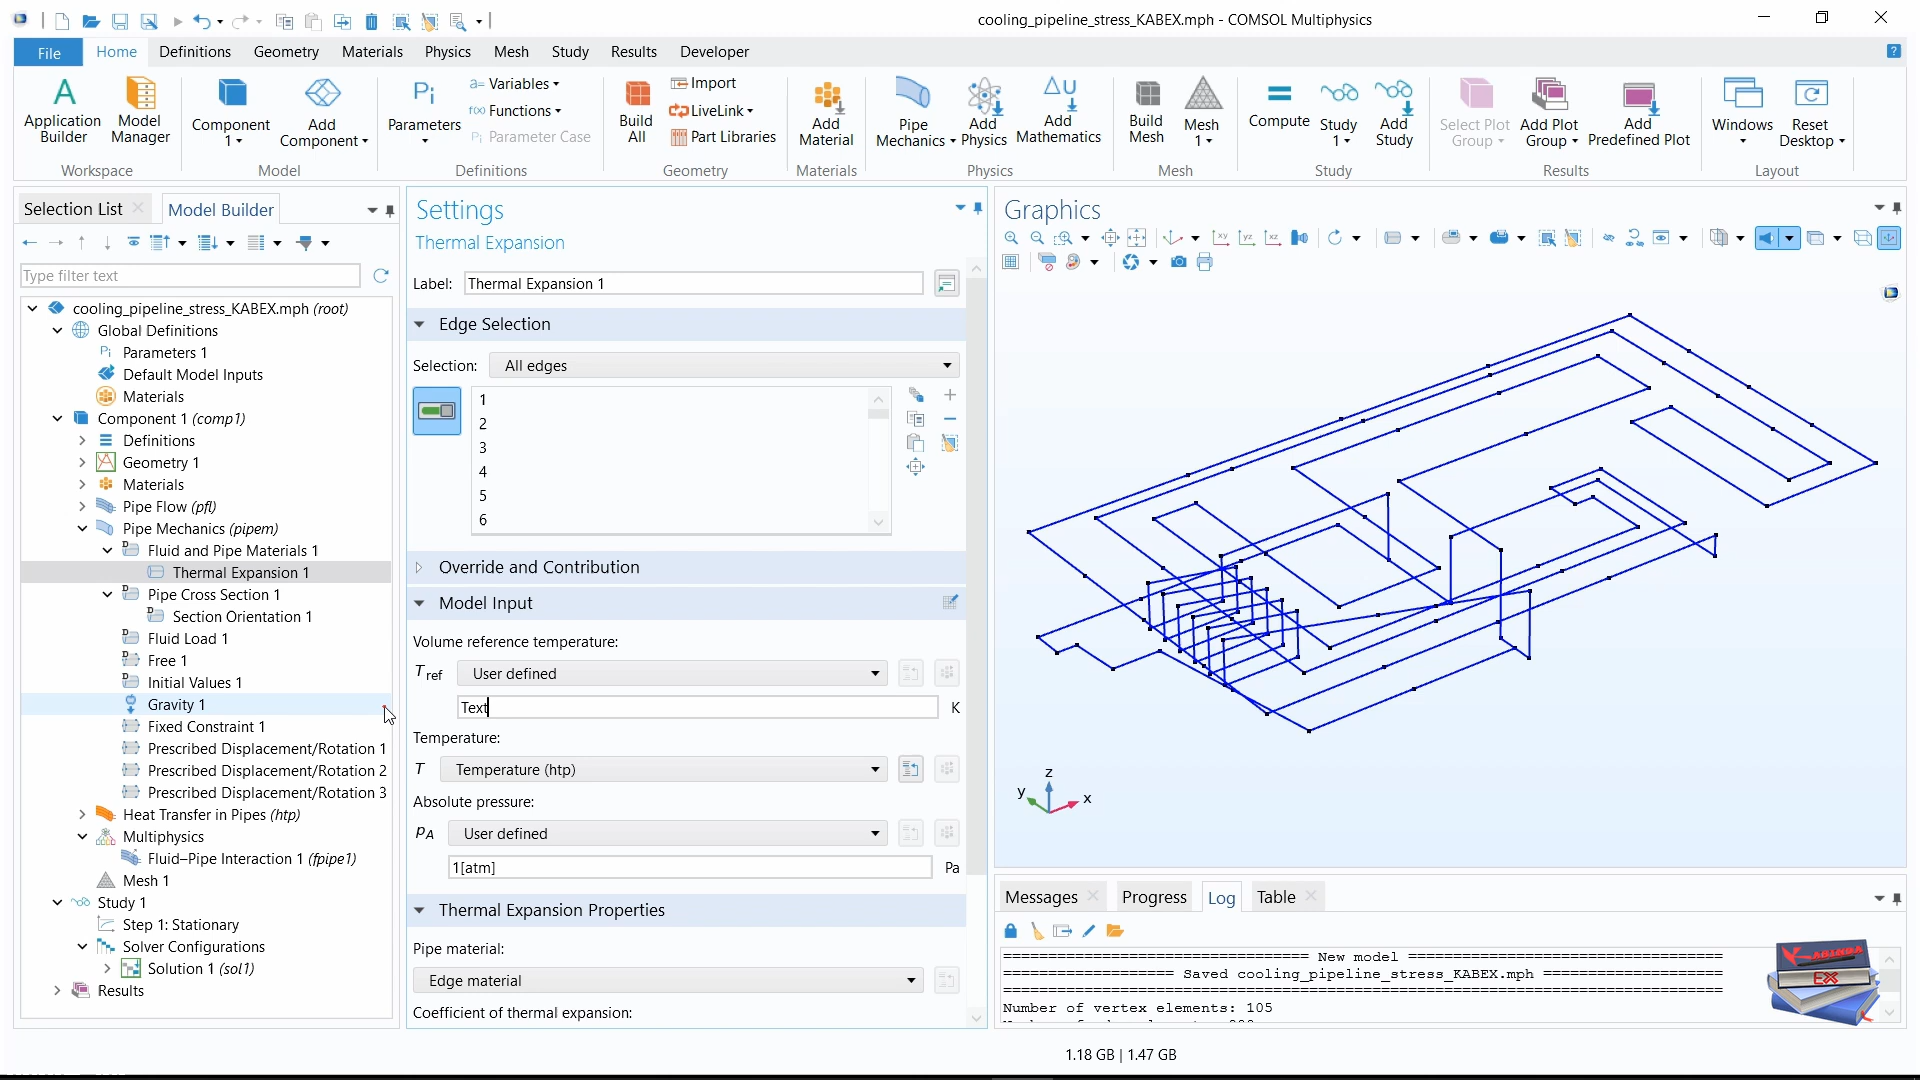 cooling_pipeline_stress_KABEX.mph - COMSOL Multiphysics
File
Home
Definitions
Geometry
Materials
Physics
Mesh
Study
Results
Developer
Application
Builder
Model
Manager
Workspace
Component
1
Add
Component
Model
Pi
Parameters
a= Variables
f(x) Functions
Pi Parameter Case
Definitions
Build
All
Import
LiveLink
Part Libraries
Geometry
Add
Material
Materials
Pipe
Mechanics
Add
Physics
ΔU
Add
Mathematics
Physics
Build
Mesh
Mesh
1
Mesh
Compute
Study
1
Add
Study
Study
Select Plot
Group
Add Plot
Group
Add
Predefined Plot
Results
Windows
Reset
Desktop
Layout
Selection List
Model Builder
Type filter text
cooling_pipeline_stress_KABEX.mph (root)
Global Definitions
Pi Parameters 1
Default Model Inputs
Materials
Component 1 (comp1)
Definitions
Geometry 1
Materials
Pipe Flow (pfl)
Pipe Mechanics (pipem)
Fluid and Pipe Materials 1
Thermal Expansion 1
Pipe Cross Section 1
Section Orientation 1
Fluid Load 1
Free 1
Initial Values 1
Gravity 1
Fixed Constraint 1
Prescribed Displacement/Rotation 1
Prescribed Displacement/Rotation 2
Prescribed Displacement/Rotation 3
Heat Transfer in Pipes (htp)
Multiphysics
Fluid–Pipe Interaction 1 (fpipe1)
Mesh 1
Study 1
Step 1: Stationary
Solver Configurations
Solution 1 (sol1)
Results
Settings
Thermal Expansion
Label: Thermal Expansion 1
Edge Selection
Selection: All edges
1
2
3
4
5
6
Override and Contribution
Model Input
Volume reference temperature:
Tref User defined
Text K
Temperature:
T Temperature (htp)
Absolute pressure:
pA User defined
1[atm] Pa
Thermal Expansion Properties
Pipe material:
Edge material
Coefficient of thermal expansion:
Graphics
xy yz xz
z
y
x
Messages
Progress
Log
Table
================================= New model =================================
================== Saved cooling_pipeline_stress_KABEX.mph ===================
Number of vertex elements: 105
EX
1.18 GB | 1.47 GB